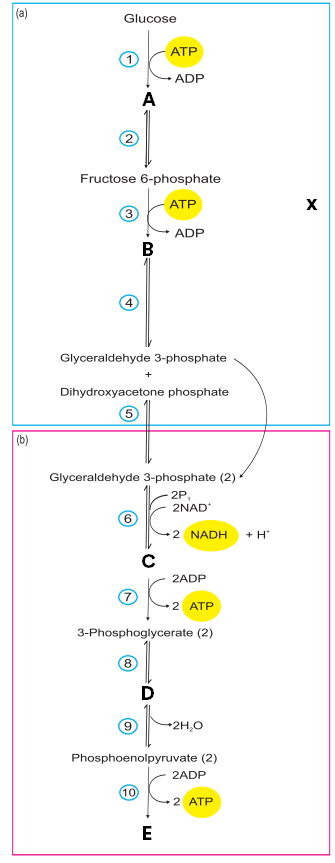 (a)
Glucose
1
ATP
ADP
A
2
Fructose 6-phosphate
3
ATP
x
ADP
B
4
Glyceraldehyde 3-phosphate
+
Dihydroxyacetone phosphate
5
(b)
Glyceraldehyde 3-phosphate (2)
2P₁
2NAD⁺
6
2 NADH + H⁺
C
2ADP
7
2 ATP
3-Phosphoglycerate (2)
8
D
9
2H₂O
Phosphoenolpyruvate (2)
2ADP
10
2 ATP
E